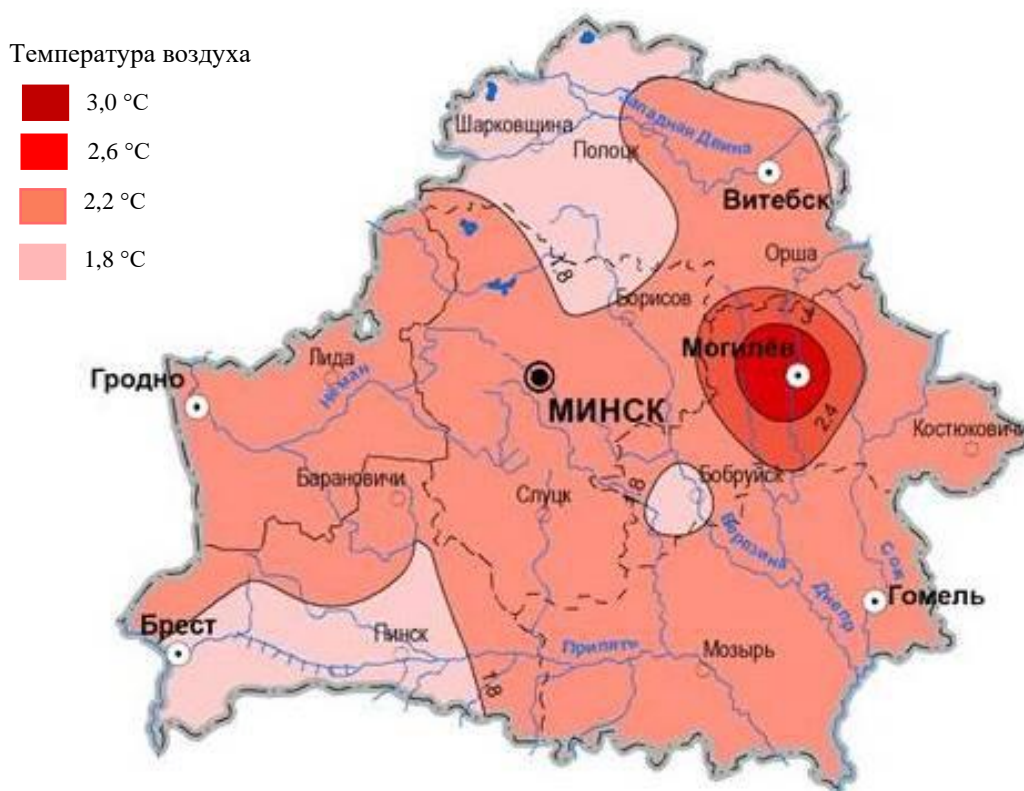 Температура воздуха
3,0 °C
2,6 °C
2,2 °C
1,8 °C
Шарковщина
Западная Двина
Полоцк
Витебск
Орша
1,8
Борисов
3
Могилёв
Лида
Гродно
Неман
МИНСК
2,4
Костюковичи
Барановичи
Слуцк
1,8
Бобруйск
Березина
Сож
Днепр
Гомель
Брест
Пинск
Припять
Мозырь
1,8